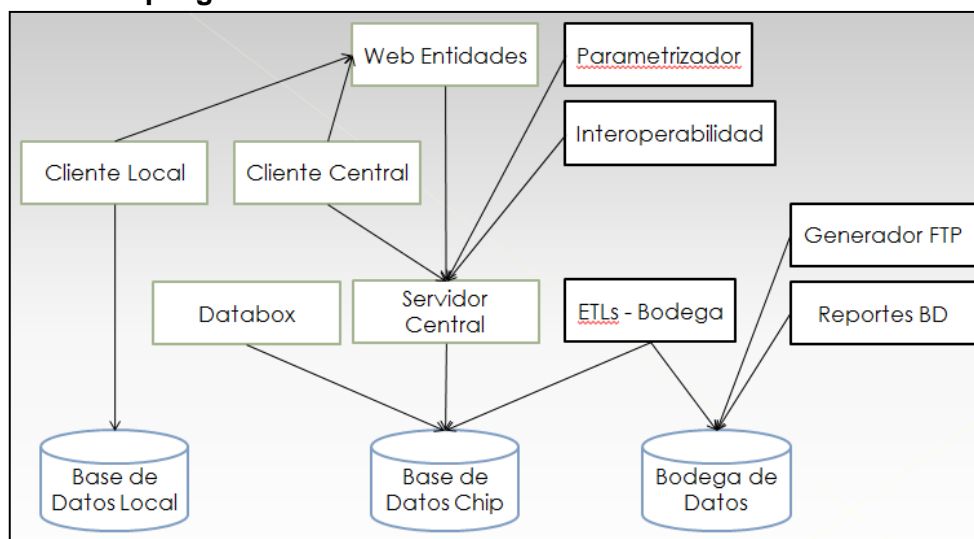 Web Entidades
Parametrizador
Interoperabilidad
Cliente Local
Cliente Central
Generador FTP
Databox
Servidor
Central
ETLs - Bodega
Reportes BD
Base de
Datos Local
Base de
Datos Chip
Bodega de
Datos